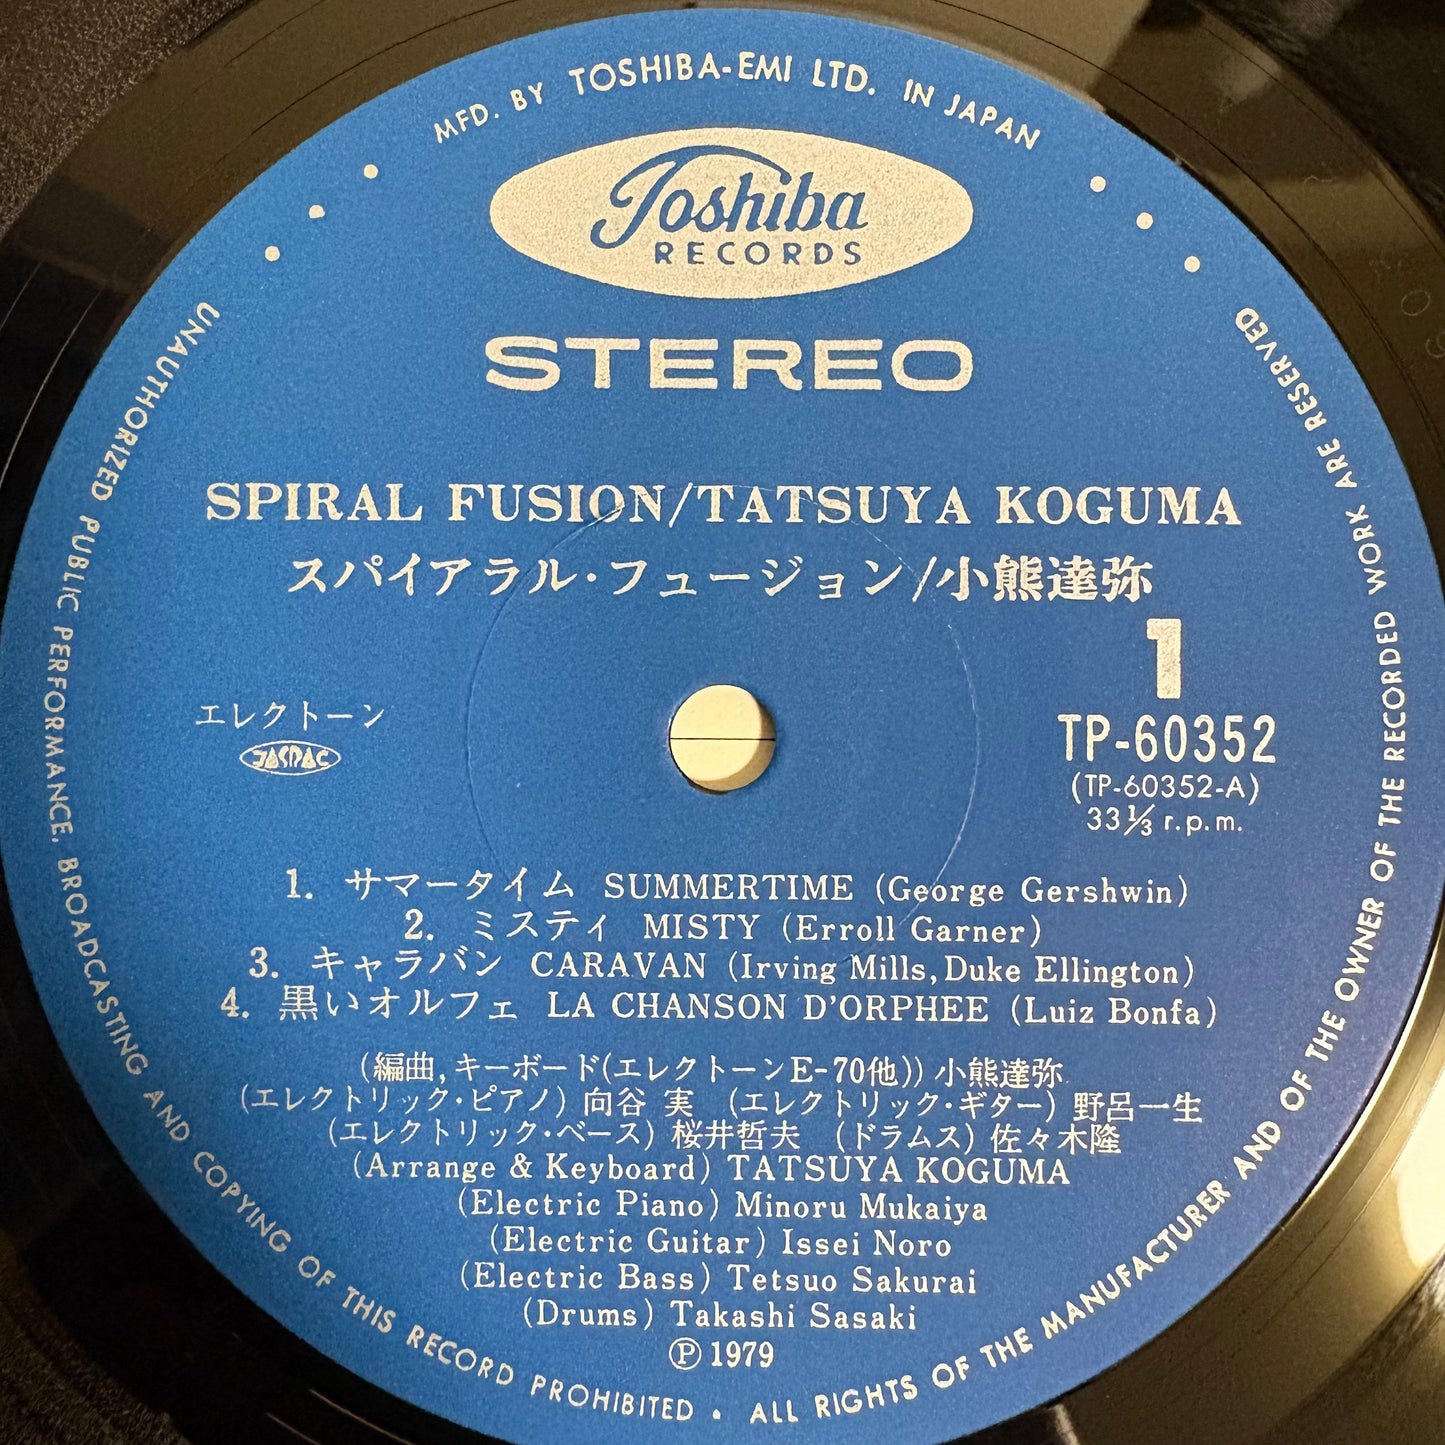 MFD. BY TOSHIBA-EMI LTD. IN JAPAN
Toshiba
RECORDS
STEREO
SPIRAL FUSION/TATSUYA KOGUMA
スパイアラル・フュージョン/小熊達弥
1
エレクトーン
JASRAC
TP-60352
(TP-60352-A)
33 1/3 r.p.m.
1. サマータイム SUMMERTIME (George Gershwin)
2. ミスティ MISTY (Erroll Garner)
3. キャラバン CARAVAN (Irving Mills, Duke Ellington)
4. 黒いオルフェ LA CHANSON D'ORPHEE (Luiz Bonfa)
(編曲,キーボード(エレクトーンE-70他)) 小熊達弥
(エレクトリック・ピアノ) 向谷 実 (エレクトリック・ギター) 野呂一生
(エレクトリック・ベース) 桜井哲夫 (ドラムス) 佐々木隆
(Arrange & Keyboard) TATSUYA KOGUMA
(Electric Piano) Minoru Mukaiya
(Electric Guitar) Issei Noro
(Electric Bass) Tetsuo Sakurai
(Drums) Takashi Sasaki
Ⓟ 1979
UNAUTHORIZED PUBLIC PERFORMANCE, BROADCASTING AND COPYING OF THIS RECORD PROHIBITED • ALL RIGHTS OF THE MANUFACTURER AND OF THE OWNER OF THE RECORDED WORK ARE RESERVED